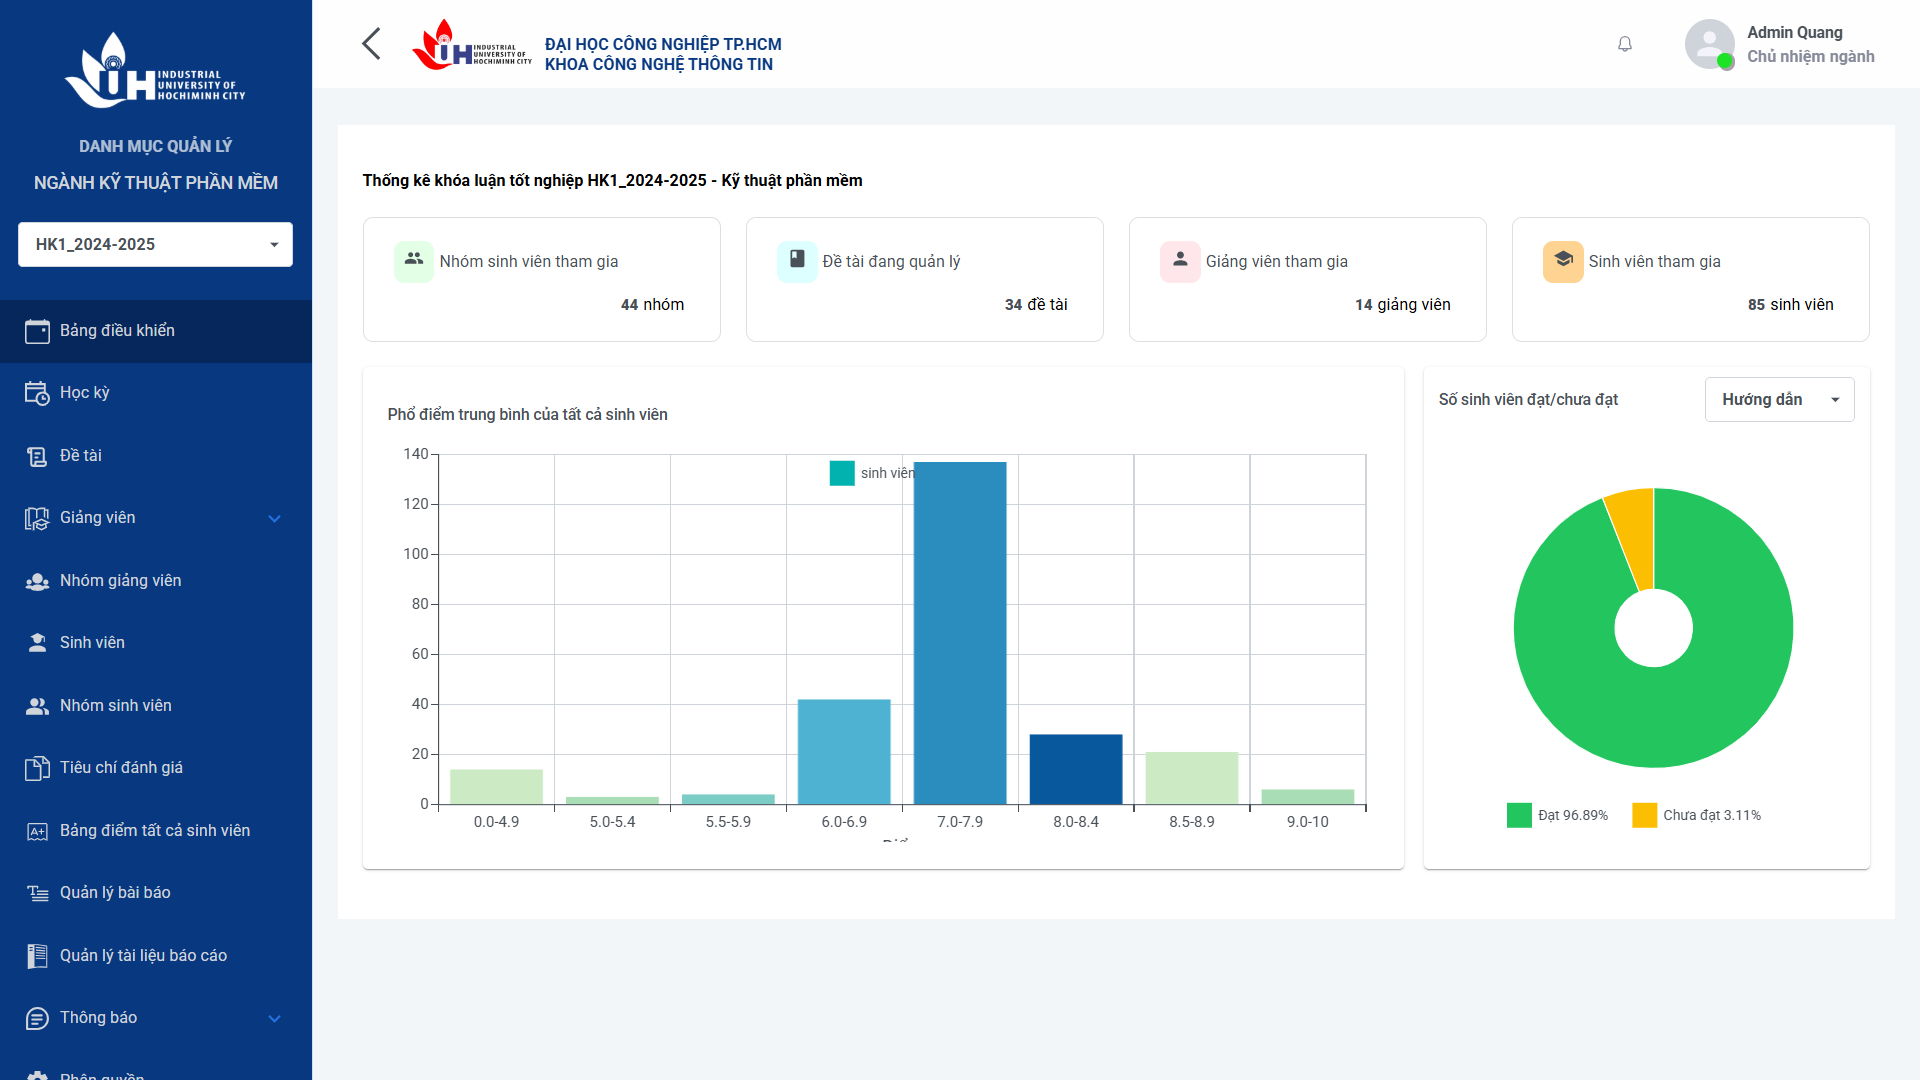 INDUSTRIAL
UNIVERSITY OF
HOCHIMINH CITY
DANH MỤC QUẢN LÝ
NGÀNH KỸ THUẬT PHẦN MỀM
HK1_2024-2025
Bảng điều khiển
Học kỳ
Đề tài
Giảng viên
Nhóm giảng viên
Sinh viên
Nhóm sinh viên
Tiêu chí đánh giá
Bảng điểm tất cả sinh viên
Quản lý bài báo
Quản lý tài liệu báo cáo
Thông báo
Phân quyền
INDUSTRIAL
UNIVERSITY OF
HOCHIMINH CITY
ĐẠI HỌC CÔNG NGHIỆP TP.HCM
KHOA CÔNG NGHỆ THÔNG TIN
Admin Quang
Chủ nhiệm ngành
Thống kê khóa luận tốt nghiệp HK1_2024-2025 - Kỹ thuật phần mềm
Nhóm sinh viên tham gia
44 nhóm
Đề tài đang quản lý
34 đề tài
Giảng viên tham gia
14 giảng viên
Sinh viên tham gia
85 sinh viên
Phổ điểm trung bình của tất cả sinh viên
sinh viên
140
120
100
80
60
40
20
0
0.0-4.9 5.0-5.4 5.5-5.9 6.0-6.9 7.0-7.9 8.0-8.4 8.5-8.9 9.0-10
Số sinh viên đạt/chưa đạt
Hướng dẫn
Đạt 96.89% Chưa đạt 3.11%